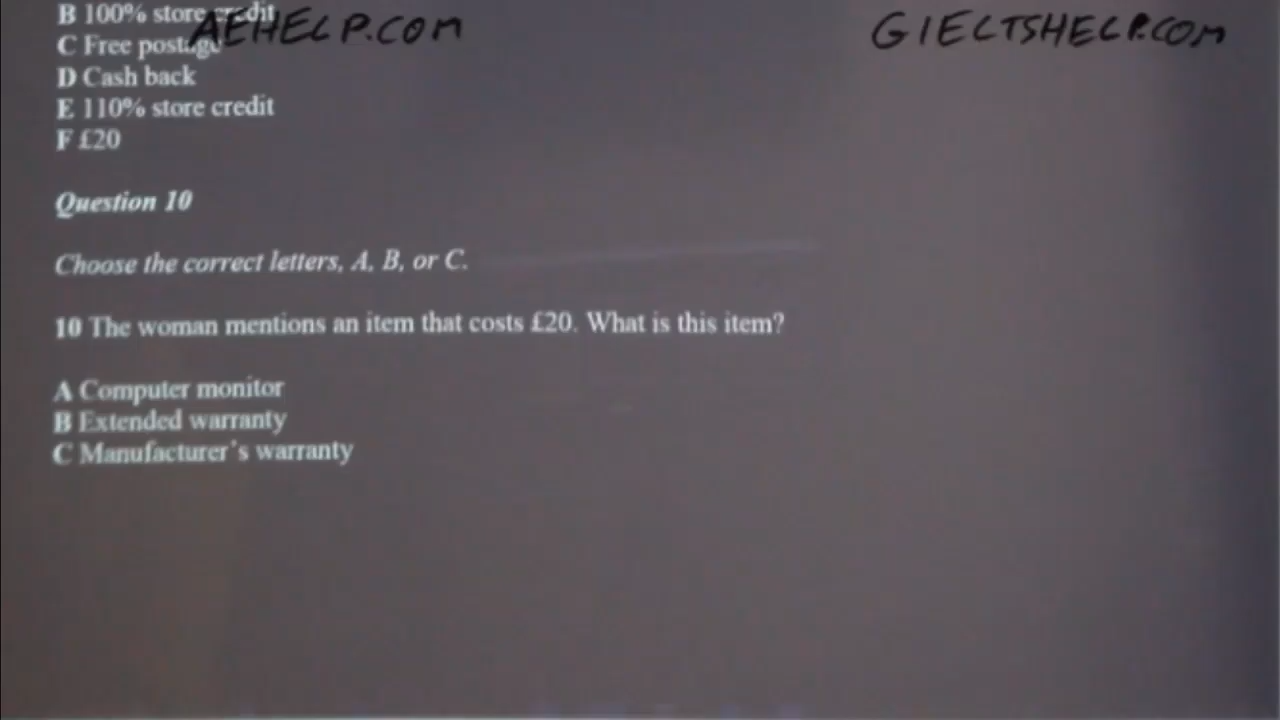 B 100% store credit
AEHELP.COM
GIELTSHELP.COM
C Free postage
D Cash back
E 110% store credit
F £20
Question 10
Choose the correct letters, A, B, or C.
10 The woman mentions an item that costs £20. What is this item?
A Computer monitor
B Extended warranty
C Manufacturer's warranty